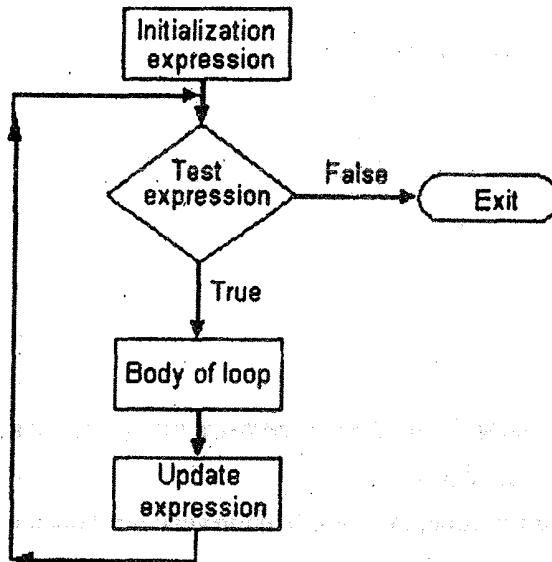 Initialization
expression
Test
expression
False
Exit
True
Body of loop
Update
expression